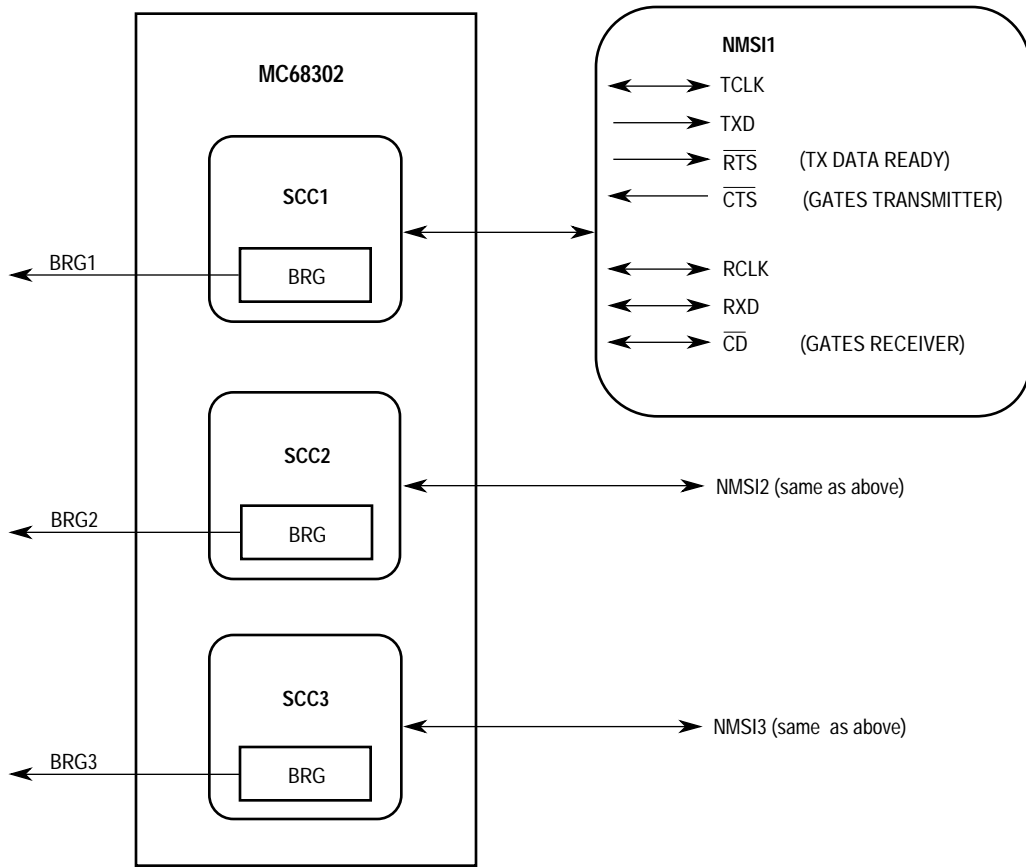 MC68302
SCC1
BRG
BRG1
NMSI1
TCLK
TXD
RTS (TX DATA READY)
CTS (GATES TRANSMITTER)
RCLK
RXD
CD (GATES RECEIVER)
SCC2
BRG
BRG2
NMSI2 (same as above)
SCC3
BRG
BRG3
NMSI3 (same as above)